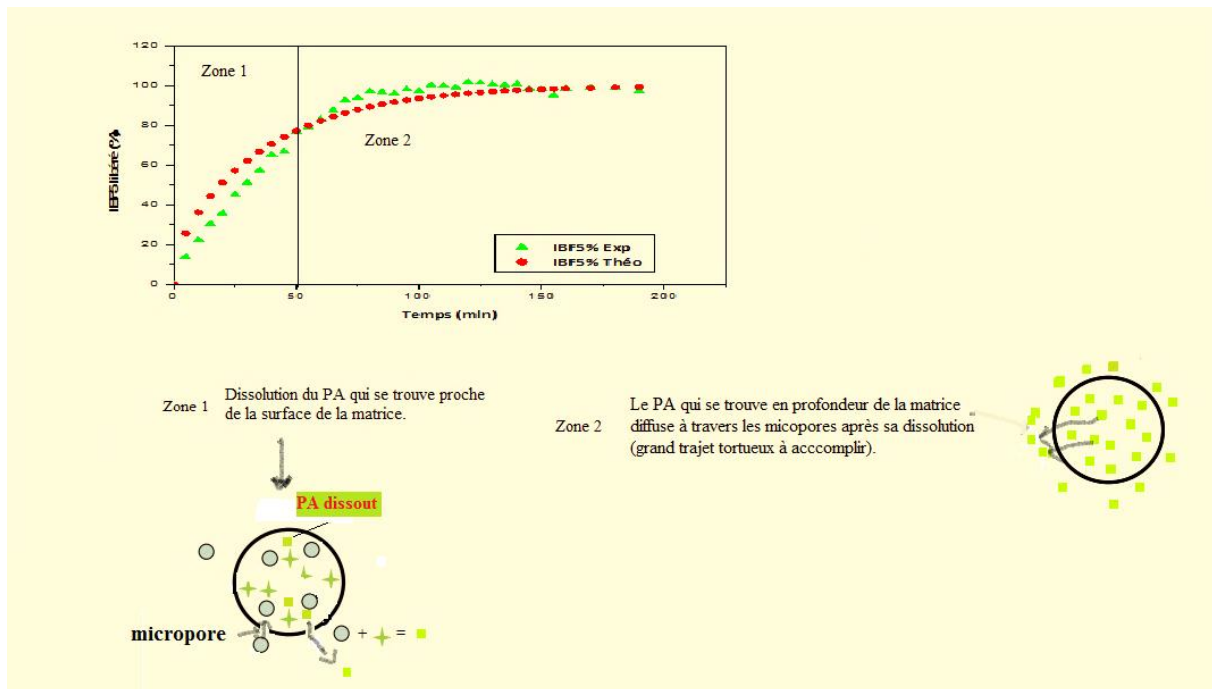 120
100
80
60
40
20
0
IBF5libéré(%)
Zone 1
Zone 2
IBF5% Exp
IBF5% Théo
0
50
100
150
200
Temps (min)
Zone 1
Dissolution du PA qui se trouve proche
de la surface de la matrice.
Zone 2
Le PA qui se trouve en profondeur de la matrice
diffuse à travers les micopores après sa dissolution
(grand trajet tortueux à acccomplir).
PA dissout
micropore
+ =